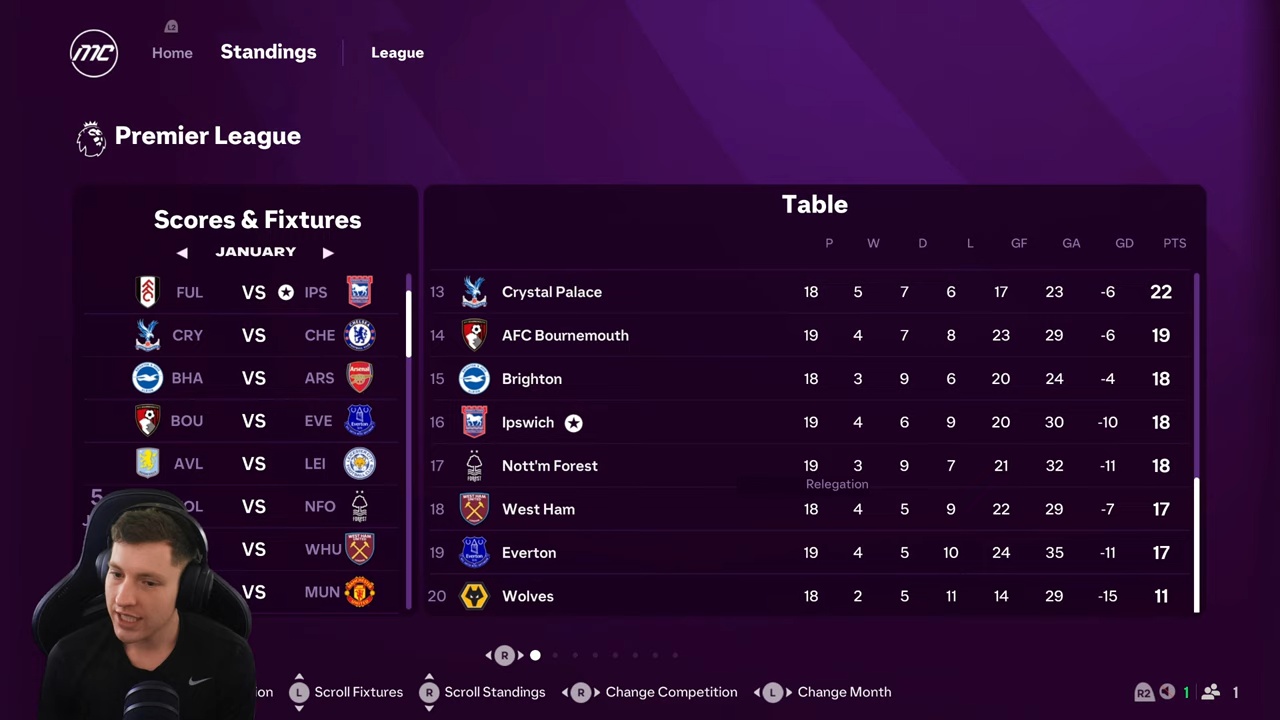 MC
L2
Home Standings League
Premier League
Scores & Fixtures
JANUARY
FUL VS IPS
CRY VS CHE
BHA VS ARS
BOU VS EVE
AVL VS LEI
5
OL VS NFO
VS WHU
VS MUN
Table
P W D L GF GA GD PTS
13 Crystal Palace 18 5 7 6 17 23 -6 22
14 AFC Bournemouth 19 4 7 8 23 29 -6 19
15 Brighton 18 3 9 6 20 24 -4 18
16 Ipswich 19 4 6 9 20 30 -10 18
17 Nott'm Forest 19 3 9 7 21 32 -11 18
Relegation
18 West Ham 18 4 5 9 22 29 -7 17
19 Everton 19 4 5 10 24 35 -11 17
20 Wolves 18 2 5 11 14 29 -15 11
R
ion L Scroll Fixtures R Scroll Standings R Change Competition L Change Month
R2 1 1